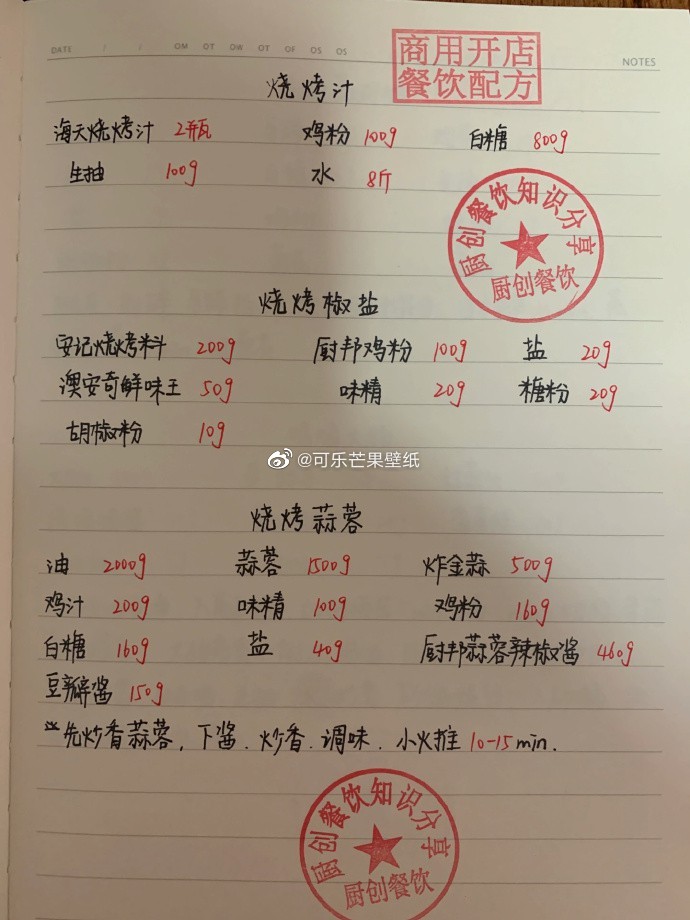 DATE / / OM OT OW OT OF OS OS
NOTES
商用开店
餐饮配方
烧烤汁
海天烧烤汁 2瓶 鸡粉 100g 白糖 800g
生抽 100g 水 8斤
厨创餐饮知识分享
厨创餐饮
烧烤椒盐
安记烧烤料 200g 厨邦鸡粉 100g 盐 20g
澳安奇鲜味王 50g 味精 20g 糖粉 20g
胡椒粉 10g
@可乐芒果壁纸
烧烤蒜蓉
油 2000g 蒜蓉 1500g 炸金蒜 500g
鸡汁 200g 味精 100g 鸡粉 160g
白糖 160g 盐 40g 厨邦蒜蓉辣椒酱 460g
豆瓣酱 150g
*先炒香蒜蓉，下酱．炒香．调味．小火推 10-15min.
厨创餐饮知识分享
厨创餐饮